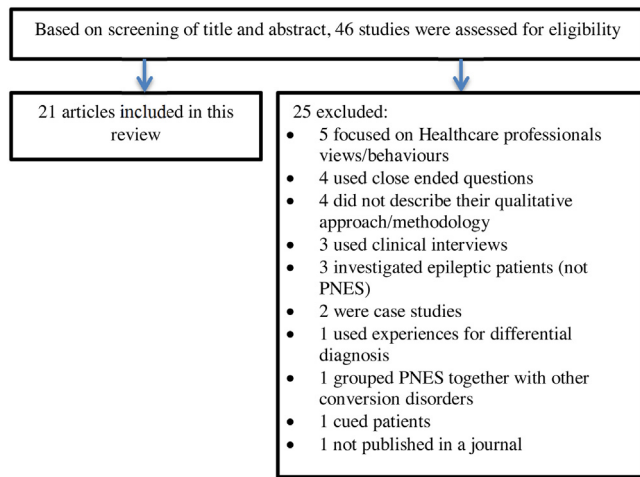 Based on screening of title and abstract, 46 studies were assessed for eligibility
21 articles included in this
review
25 excluded:
• 5 focused on Healthcare professionals
views/behaviours
• 4 used close ended questions
• 4 did not describe their qualitative
approach/methodology
• 3 used clinical interviews
• 3 investigated epileptic patients (not
PNES)
• 2 were case studies
• 1 used experiences for differential
diagnosis
• 1 grouped PNES together with other
conversion disorders
• 1 cued patients
• 1 not published in a journal